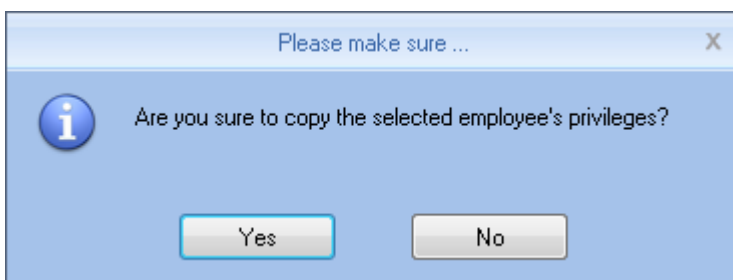 Please make sure ...
X
Are you sure to copy the selected employee's privileges?
Yes
No